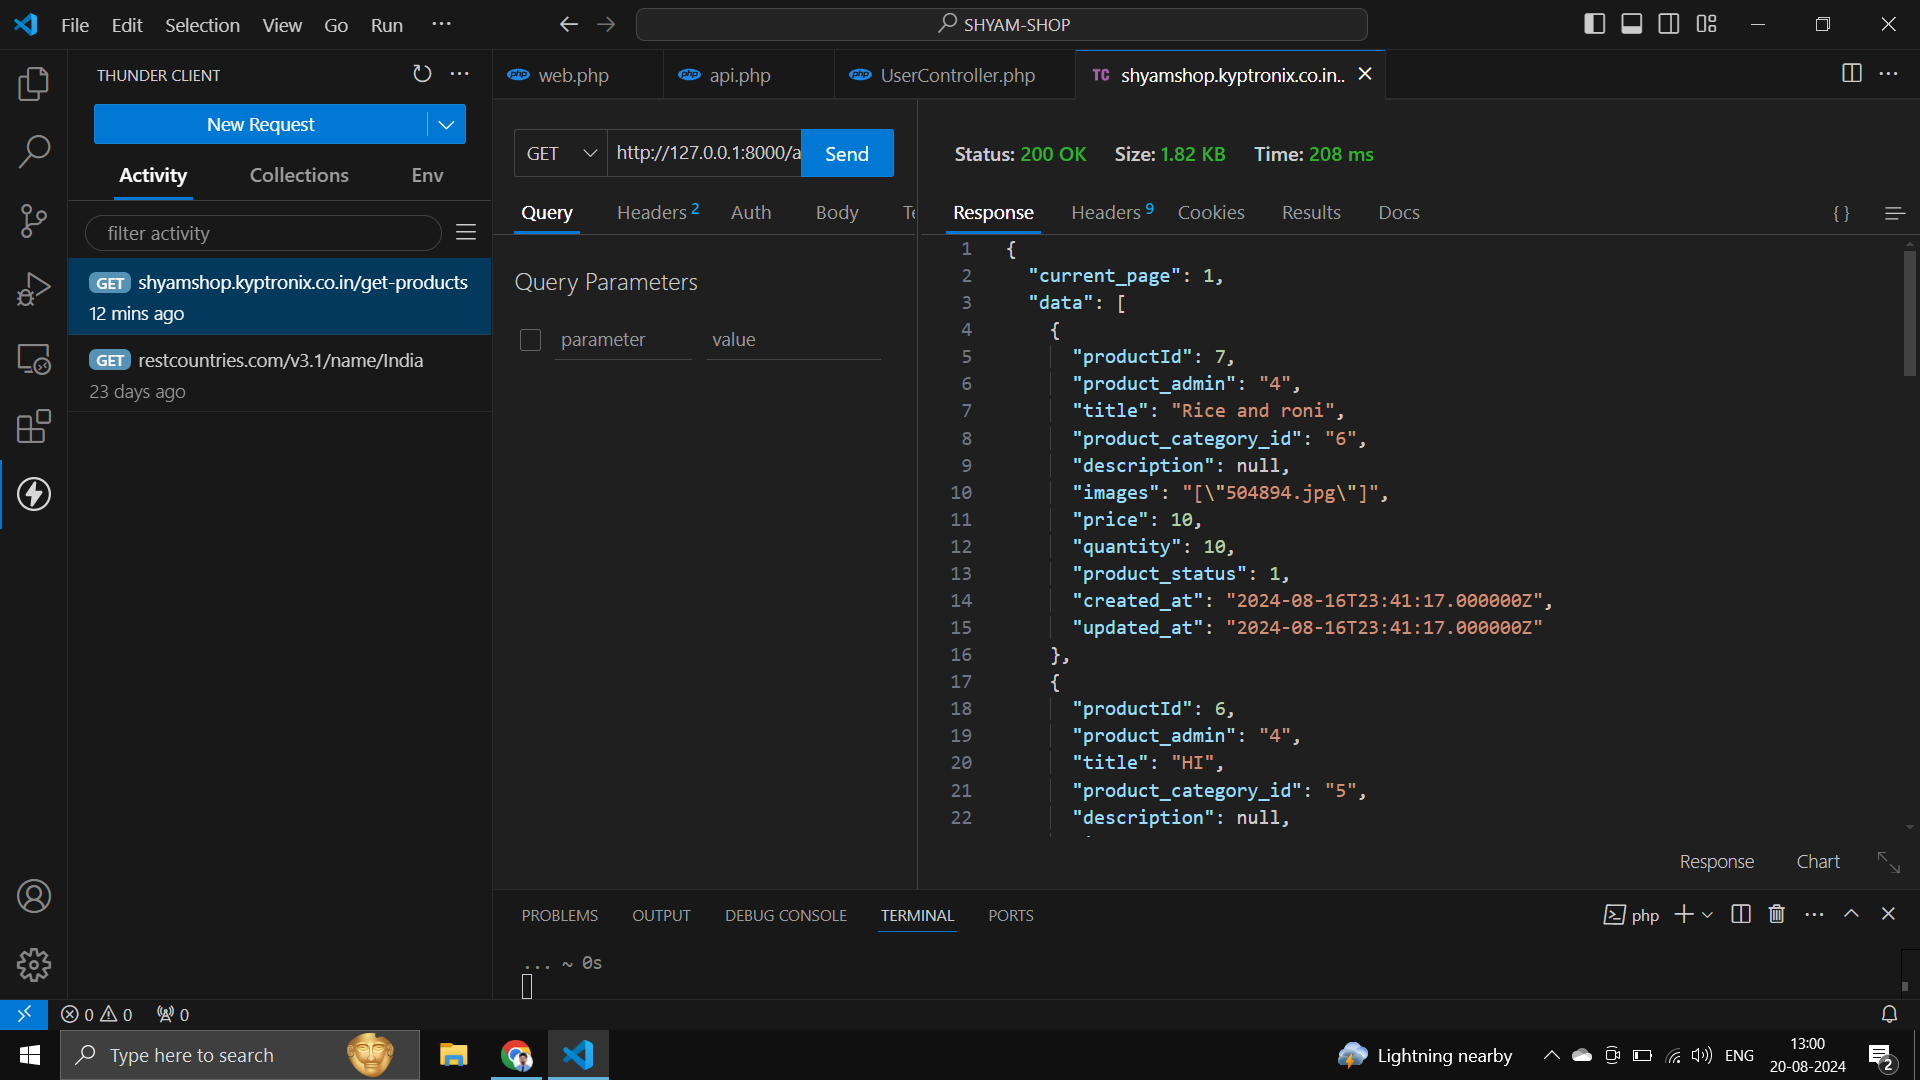 File Edit Selection View Go Run ...
SHYAM-SHOP
THUNDER CLIENT
New Request
Activity Collections Env
filter activity
GET shyamshop.kyptronix.co.in/get-products
12 mins ago
GET restcountries.com/v3.1/name/India
23 days ago
php web.php
php api.php
php UserController.php
TC shyamshop.kyptronix.co.in..
GET http://127.0.0.1:8000/a Send
Query Headers 2 Auth Body Te
Query Parameters
parameter value
Status: 200 OK Size: 1.82 KB Time: 208 ms
Response Headers 9 Cookies Results Docs { }
1 {
2 "current_page": 1,
3 "data": [
4 {
5 "productId": 7,
6 "product_admin": "4",
7 "title": "Rice and roni",
8 "product_category_id": "6",
9 "description": null,
10 "images": "[\"504894.jpg\"]",
11 "price": 10,
12 "quantity": 10,
13 "product_status": 1,
14 "created_at": "2024-08-16T23:41:17.000000Z",
15 "updated_at": "2024-08-16T23:41:17.000000Z"
16 },
17 {
18 "productId": 6,
19 "product_admin": "4",
20 "title": "HI",
21 "product_category_id": "5",
22 "description": null,
Response Chart
PROBLEMS OUTPUT DEBUG CONSOLE TERMINAL PORTS
php
... ~ 0s
0 0 0
Type here to search
Lightning nearby
ENG
13:00
20-08-2024
2